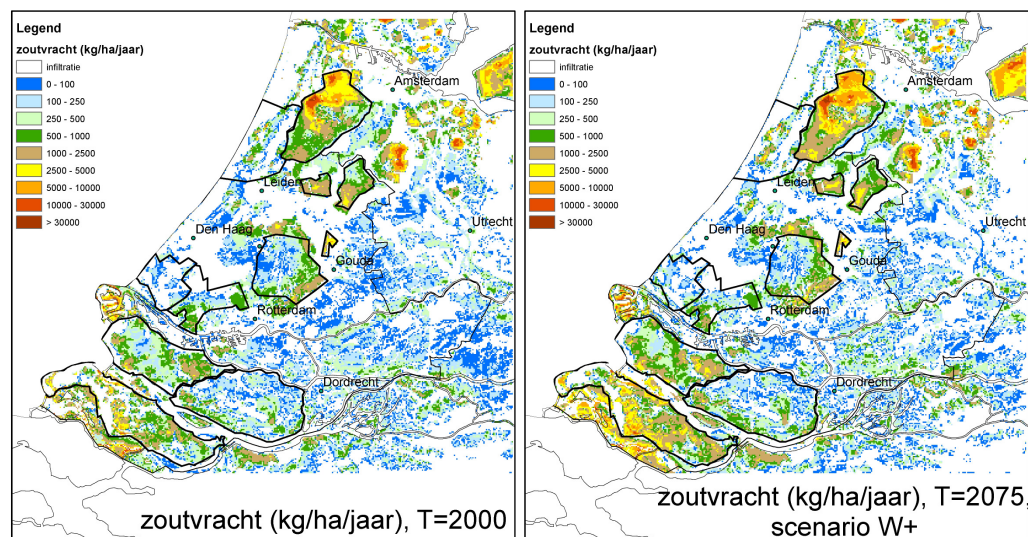 Legend
zoutvracht (kg/ha/jaar)
infiltratie
0 - 100
100 - 250
250 - 500
500 - 1000
1000 - 2500
2500 - 5000
5000 - 10000
10000 - 30000
> 30000
Amsterdam
Leiden
Utrecht
Den Haag
Gouda
Rotterdam
Dordrecht
zoutvracht (kg/ha/jaar), T=2000
Legend
zoutvracht (kg/ha/jaar)
infiltratie
0 - 100
100 - 250
250 - 500
500 - 1000
1000 - 2500
2500 - 5000
5000 - 10000
10000 - 30000
> 30000
Amsterdam
Leiden
Utrecht
Den Haag
Gouda
Rotterdam
Dordrecht
zoutvracht (kg/ha/jaar), T=2075,
scenario W+